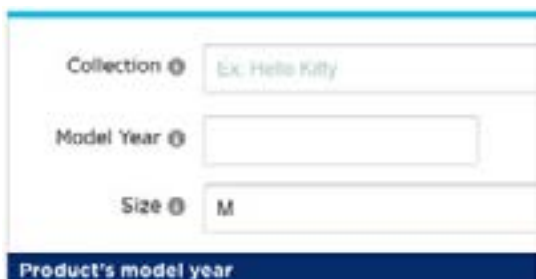 Collection
Ex: Hello Kitty
Model Year
Size M
Product's model year